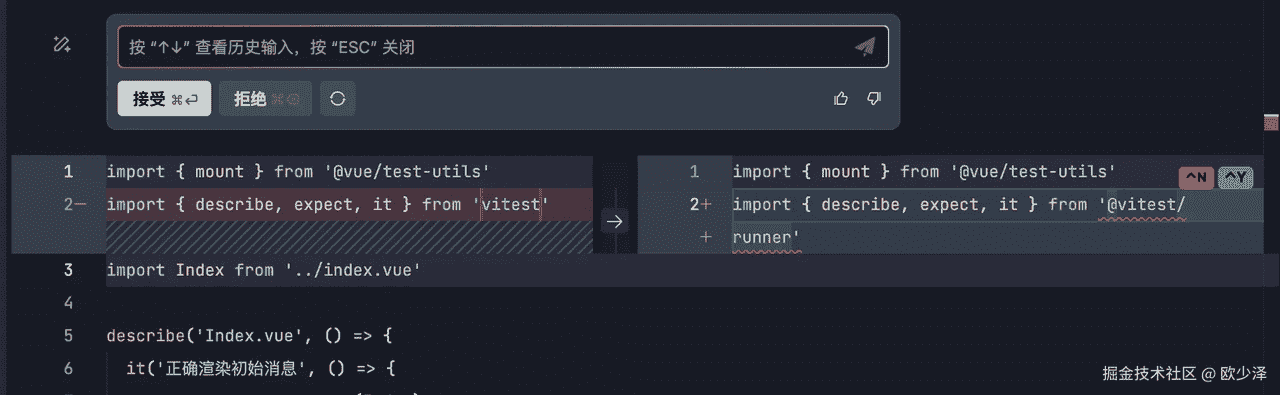 按 “↑↓” 查看历史输入，按 “ESC” 关闭
接受 ⌘⏎ 拒绝 ⌘⌫
1 import { mount } from '@vue/test-utils'
2— import { describe, expect, it } from 'vitest'
→
1 import { mount } from '@vue/test-utils'
^N ^Y
2+ import { describe, expect, it } from '@vitest/
+ runner'
3 import Index from '../index.vue'
4
5 describe('Index.vue', () => {
6 it('正确渲染初始消息', () => {
掘金技术社区 @ 欧少泽